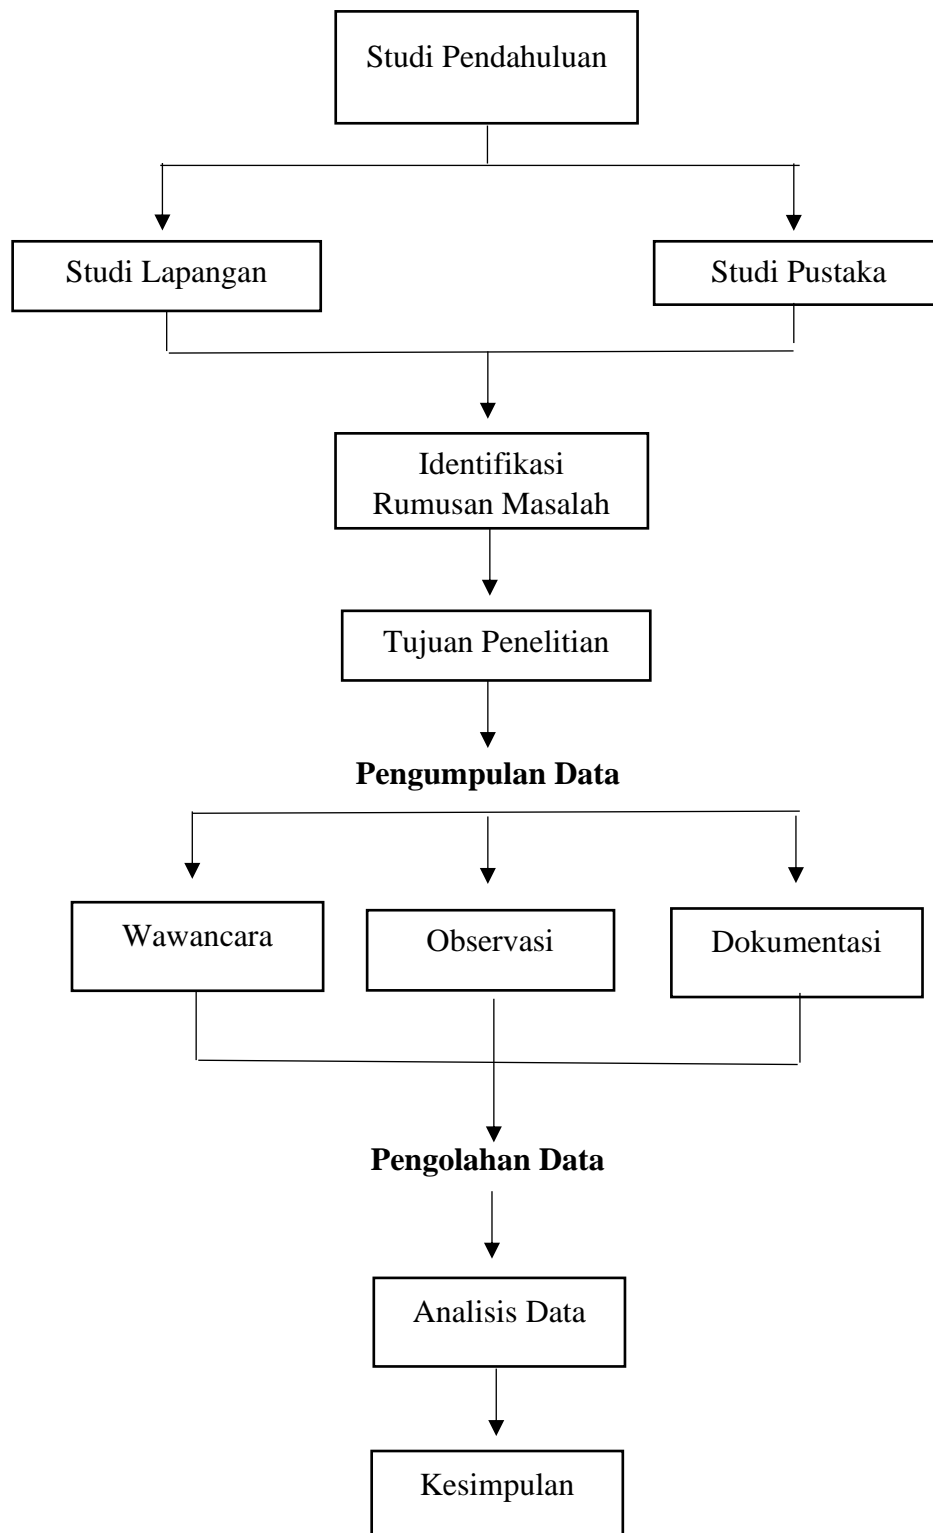 Studi Pendahuluan
Studi Lapangan
Studi Pustaka
Identifikasi
Rumusan Masalah
Tujuan Penelitian
Pengumpulan Data
Wawancara
Observasi
Dokumentasi
Pengolahan Data
Analisis Data
Kesimpulan